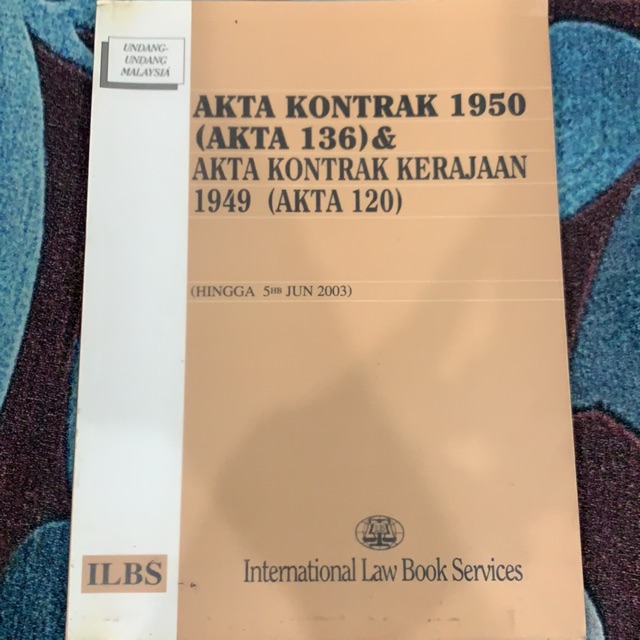 UNDANG-
UNDANG
MALAYSIA
AKTA KONTRAK 1950
(AKTA 136) &
AKTA KONTRAK KERAJAAN
1949 (AKTA 120)
(HINGGA 5HB JUN 2003)
ILBS
International Law Book Services